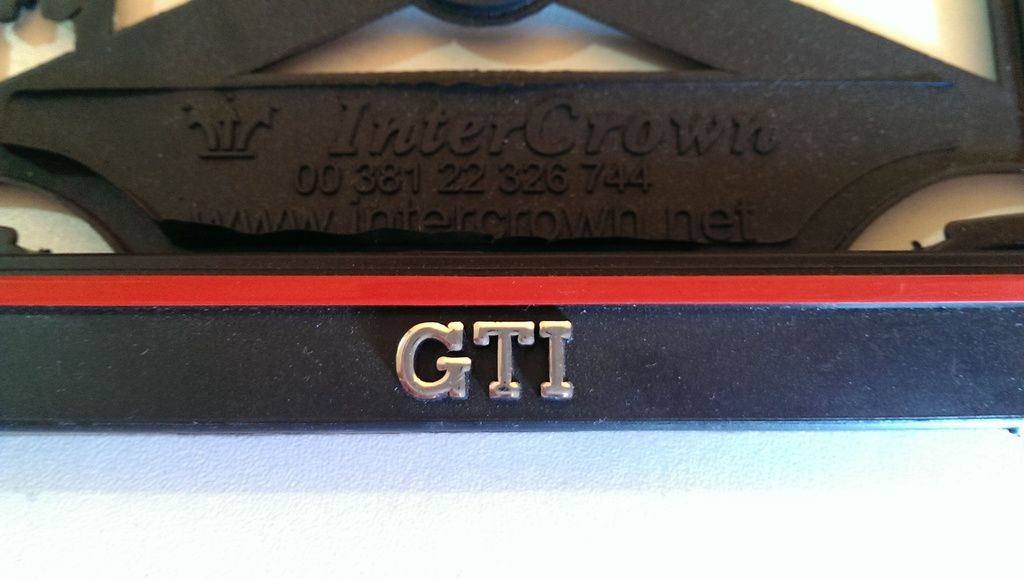 InterCrown
00 381 22 326 744
www.intercrown.net
GTI